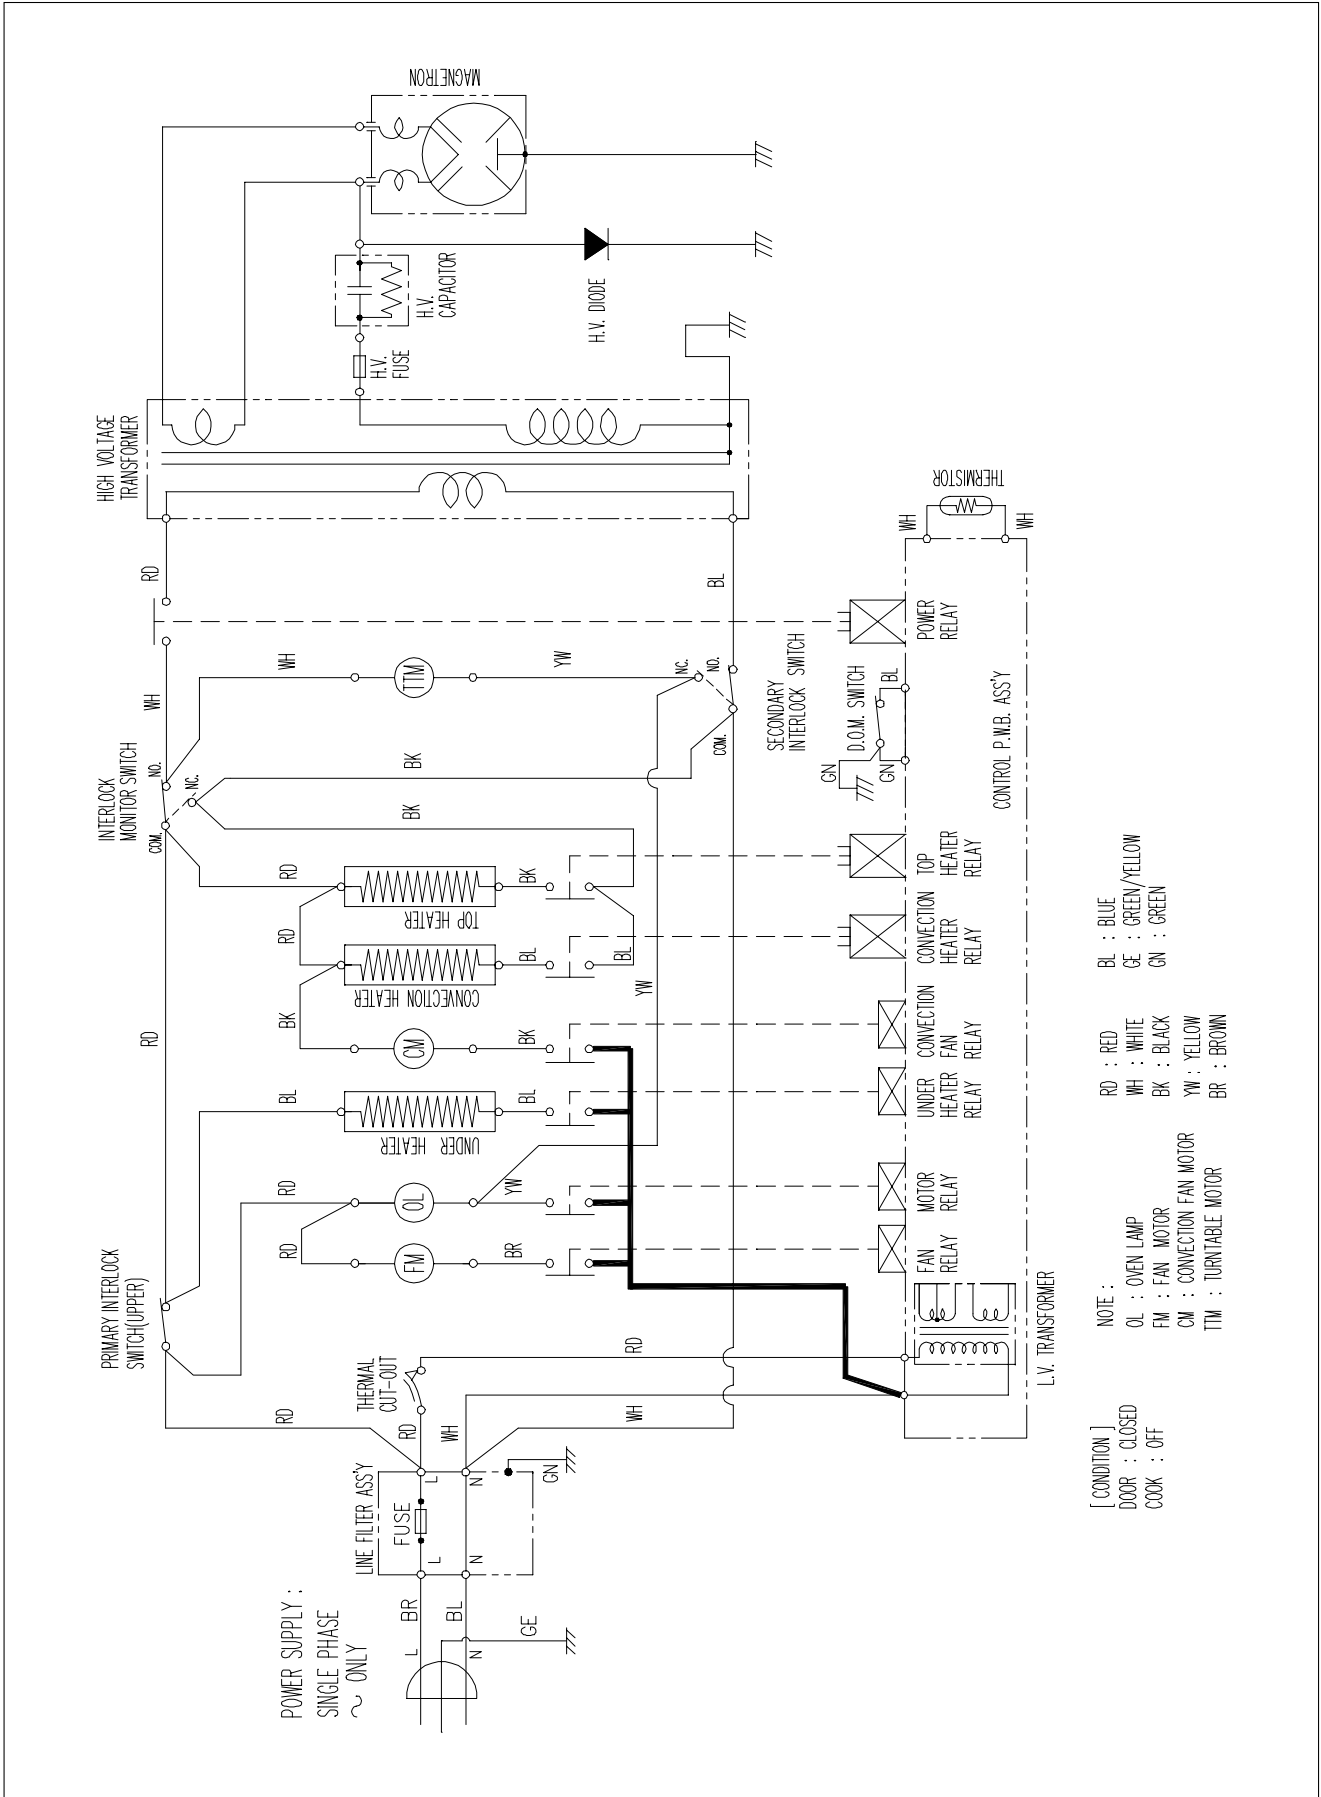 POWER SUPPLY :
SINGLE PHASE
~ ONLY
L
BR
L
N
BL
N
GE
LINE FILTER ASS'Y
FUSE
L
N
GN
RD
RD
WH
WH
THERMAL
CUT-OUT
RD
PRIMARY INTERLOCK
SWITCH(UPPER)
RD
RD
FM
BR
RD
OL
YW
BL
UNDER HEATER
BL
BK
CM
BK
RD
CONVECTION HEATER
BL
BL
RD
TOP HEATER
BK
YW
INTERLOCK
MONITOR SWITCH
COM.
NO.
NC.
BK
BK
WH
WH
TTM
YW
NC.
NO.
COM.
SECONDARY
INTERLOCK SWITCH
RD
BL
HIGH VOLTAGE
TRANSFORMER
H.V.
FUSE
H.V.
CAPACITOR
H.V. DIODE
MAGNETRON
L.V. TRANSFORMER
FAN
RELAY
MOTOR
RELAY
UNDER
HEATER
RELAY
CONVECTION
FAN
RELAY
CONVECTION
HEATER
RELAY
TOP
HEATER
RELAY
GN
GN
D.O.M. SWITCH
BL
POWER
RELAY
CONTROL P.W.B. ASS'Y
WH
WH
THERMISTOR
[ CONDITION ]
DOOR : CLOSED
COOK : OFF
NOTE :
OL : OVEN LAMP
FM : FAN MOTOR
CM : CONVECTION FAN MOTOR
TTM : TURNTABLE MOTOR
RD : RED
WH : WHITE
BK : BLACK
YW : YELLOW
BR : BROWN
BL : BLUE
GE : GREEN/YELLOW
GN : GREEN